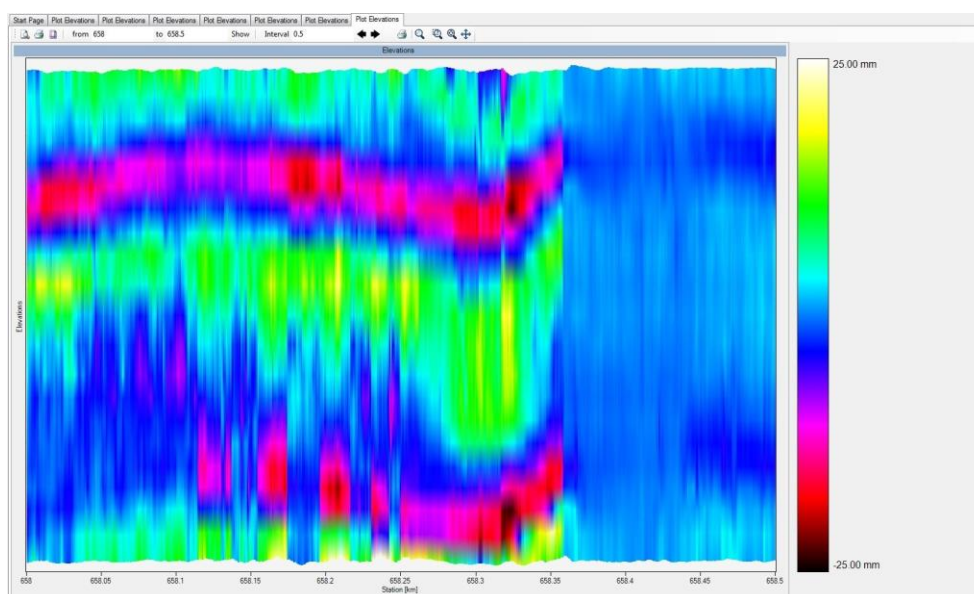 Start Page Plot Elevations Plot Elevations Plot Elevations Plot Elevations Plot Elevations Plot Elevations Plot Elevations
from 658 to 658.5 Show Interval 0.5
Elevations
25.00 mm
Elevations
-25.00 mm
658 658.05 658.1 658.15 658.2 658.25 658.3 658.35 658.4 658.45 658.5
Station [km]